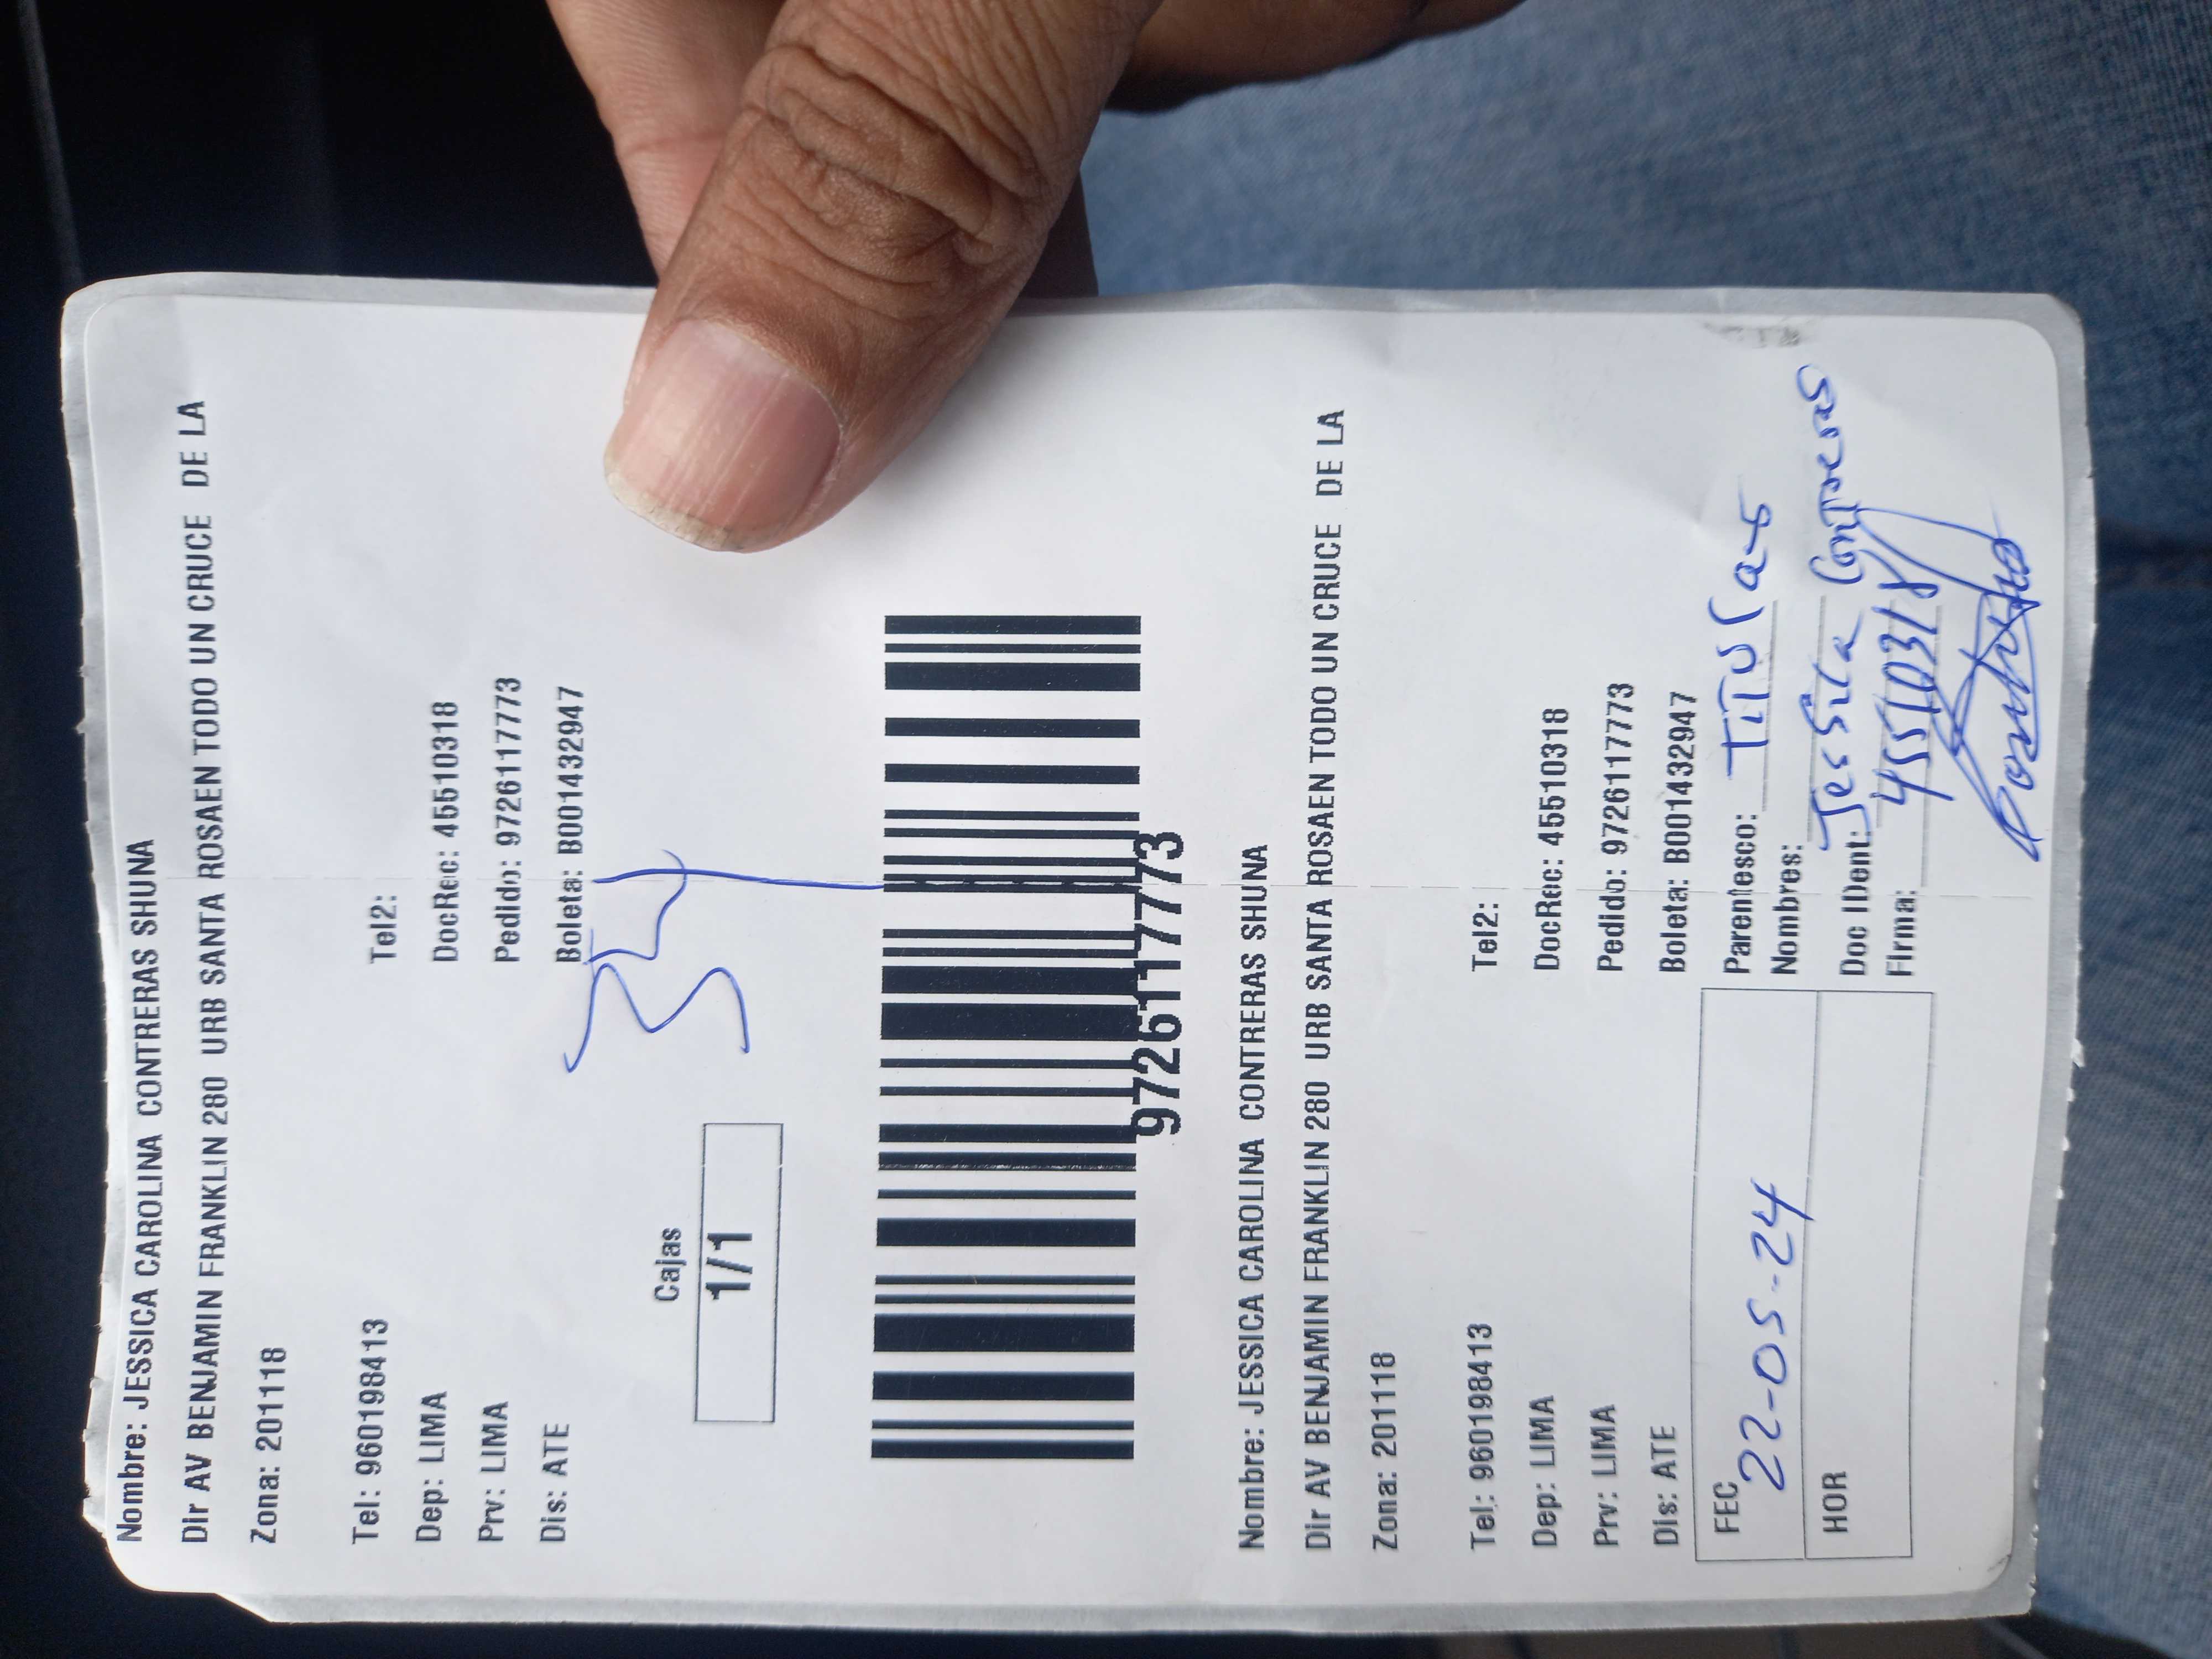 Nombre: JESSICA CAROLINA CONTRERAS SHUNA
Dir AV BENJAMIN FRANKLIN 280 URB SANTA ROSAEN TODO UN CRUCE DE LA
Zona: 201118
Tel: 960198413 Tel2:
Dep: LIMA DocRec: 45510318
Prv: LIMA Pedido: 9726117773
Dis: ATE Boleta: B001432947
Cajas
1/1
9726117773
Nombre: JESSICA CAROLINA CONTRERAS SHUNA
Dir AV BENJAMIN FRANKLIN 280 URB SANTA ROSAEN TODO UN CRUCE DE LA
Zona: 201118
Tel: 960198413 Tel2:
Dep: LIMA DocRec: 45510318
Prv: LIMA Pedido: 9726117773
Dis: ATE Boleta: B001432947
FEC 22-05-24 Parentesco:
Nombres: Jessica Contreras
HOR Doc IDent: 45510318
Firma: